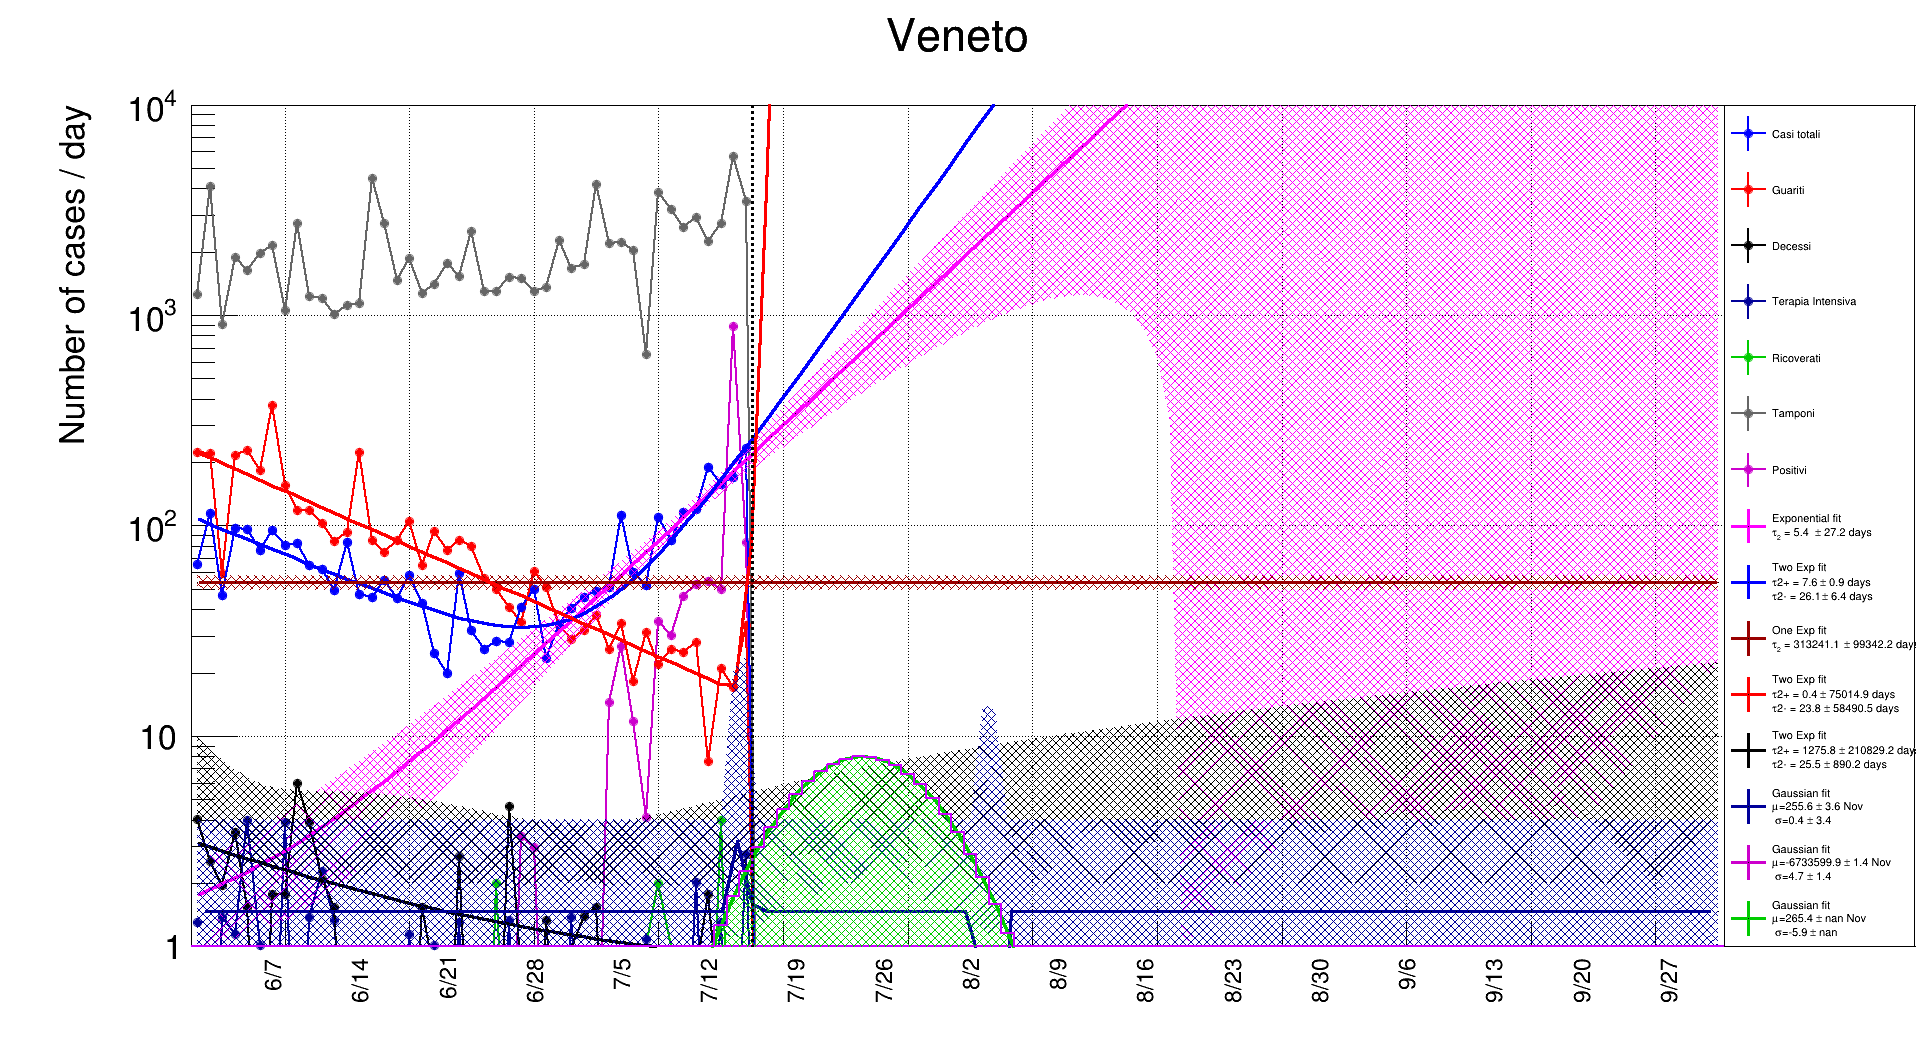 Veneto
Number of cases / day
10^4
10^3
10^2
10
1
6/7
6/14
6/21
6/28
7/5
7/12
7/19
7/26
8/2
8/9
8/16
8/23
8/30
9/6
9/13
9/20
9/27
Casi totali
Guariti
Decessi
Terapia Intensiva
Ricoverati
Tamponi
Positivi
Exponential fit
τ₂ = 5.4 ± 27.2 days
Two Exp fit
τ2+ = 7.6 ± 0.9 days
τ2- = 26.1 ± 6.4 days
One Exp fit
τ₂ = 313241.1 ± 99342.2 days
Two Exp fit
τ2+ = 0.4 ± 75014.9 days
τ2- = 23.8 ± 58490.5 days
Two Exp fit
τ2+ = 1275.8 ± 210829.2 days
τ2- = 25.5 ± 890.2 days
Gaussian fit
μ=255.6 ± 3.6 Nov
σ=0.4 ± 3.4
Gaussian fit
μ=-6733599.9 ± 1.4 Nov
σ=4.7 ± 1.4
Gaussian fit
μ=265.4 ± nan Nov
σ=-5.9 ± nan